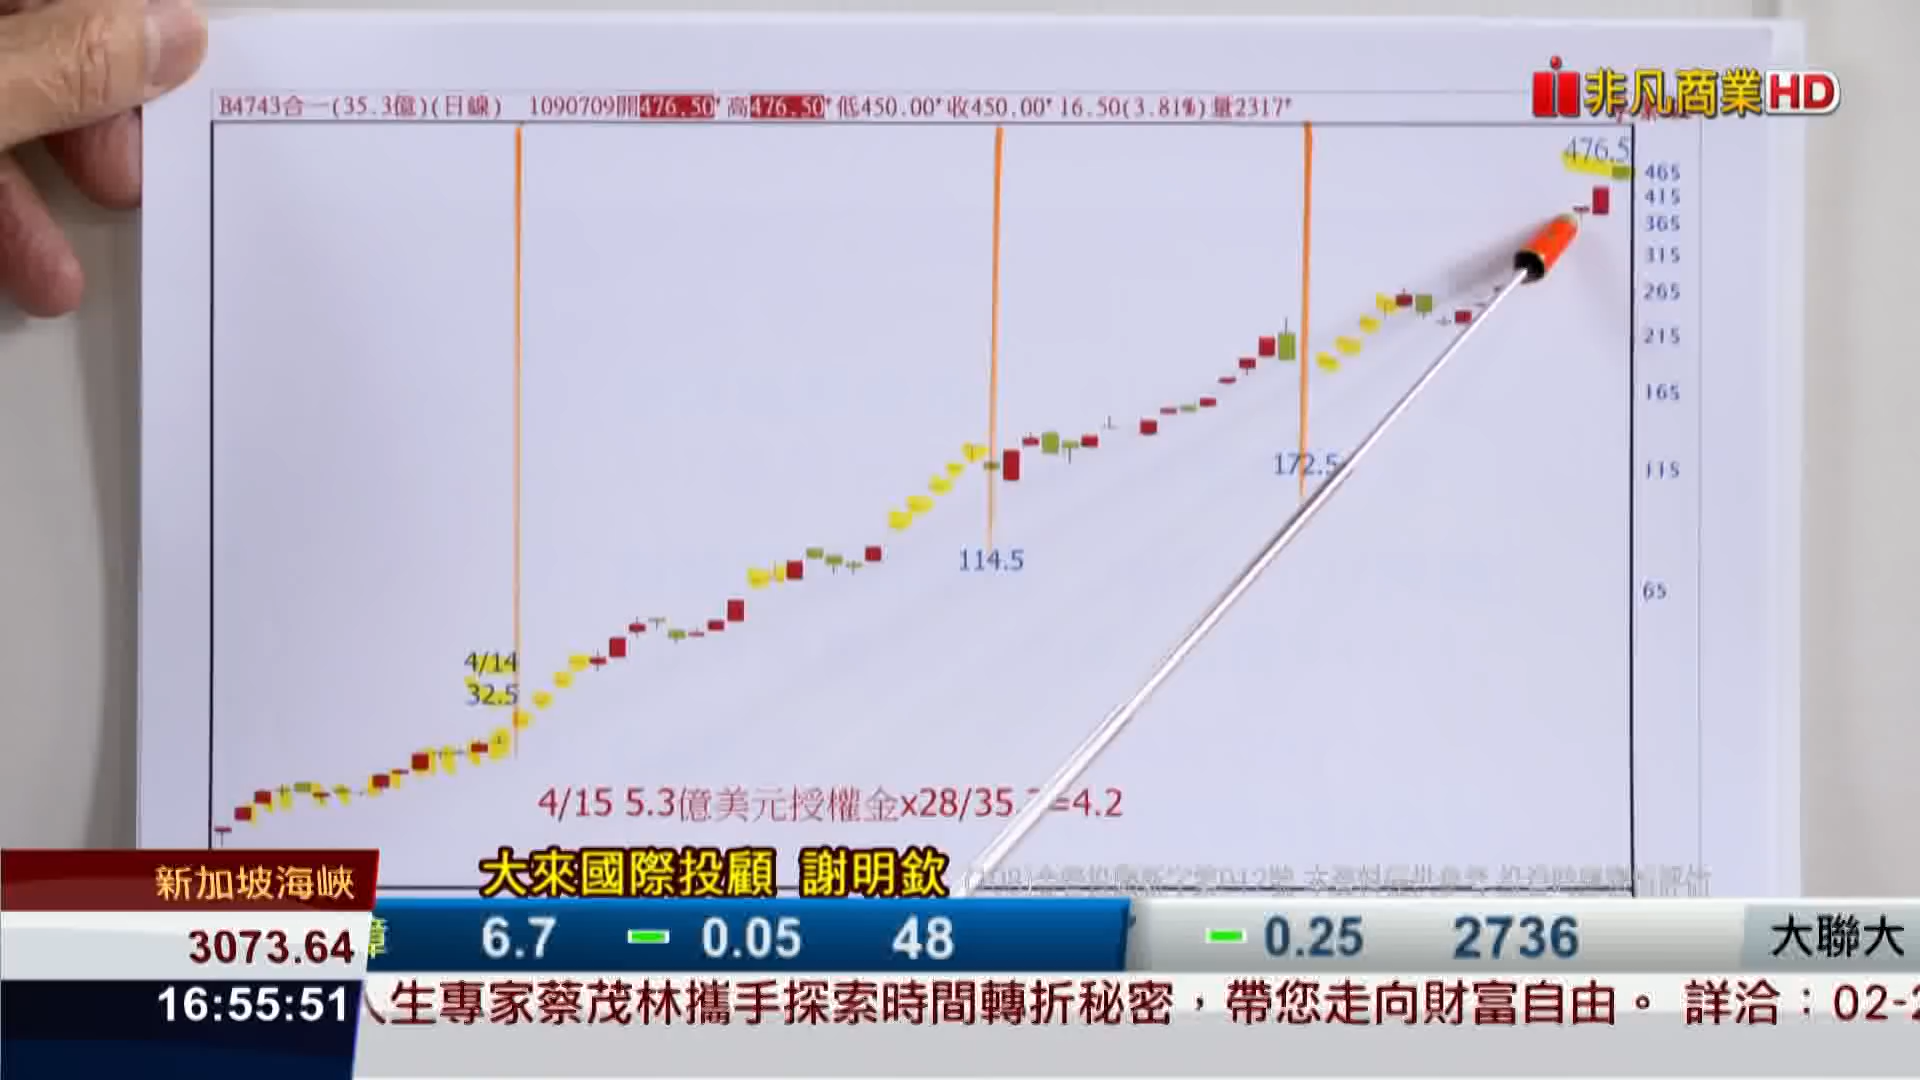 非凡商業HD
B4743合一(35.3億)(日線) 1090709開476.50" 高476.50" 低450.00" 收450.00" 16.50(3.81%)量2317"
476.5
465
415
365
315
265
215
165
115
65
172.5
114.5
4/14
32.5
4/15 5.3億美元授權金x28/35. =4.2
大來國際投顧 謝明欽
新加坡海峽
3073.64
6.7 0.05 48 0.25 2736 大聯大
16:55:51
生專家蔡茂林攜手探索時間轉折秘密，帶您走向財富自由。 詳洽：02-2